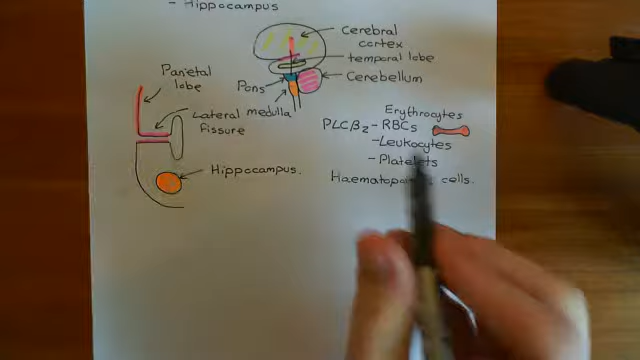 - Hippocampus
Cerebral
cortex
temporal lobe
Cerebellum
Pons
medulla
Parietal
lobe
Lateral
fissure
Hippocampus.
Erythrocytes
PLCβ2 - RBCs
- Leukocytes
- Platelets
cells.